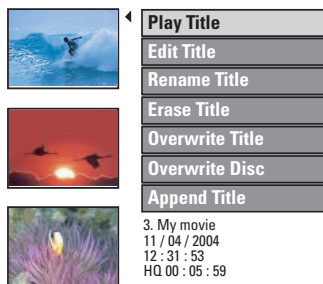 Play Title
Edit Title
Rename Title
Erase Title
Overwrite Title
Overwrite Disc
Append Title
3. My movie
11 / 04 / 2004
12 : 31 : 53
HQ 00 : 05 : 59